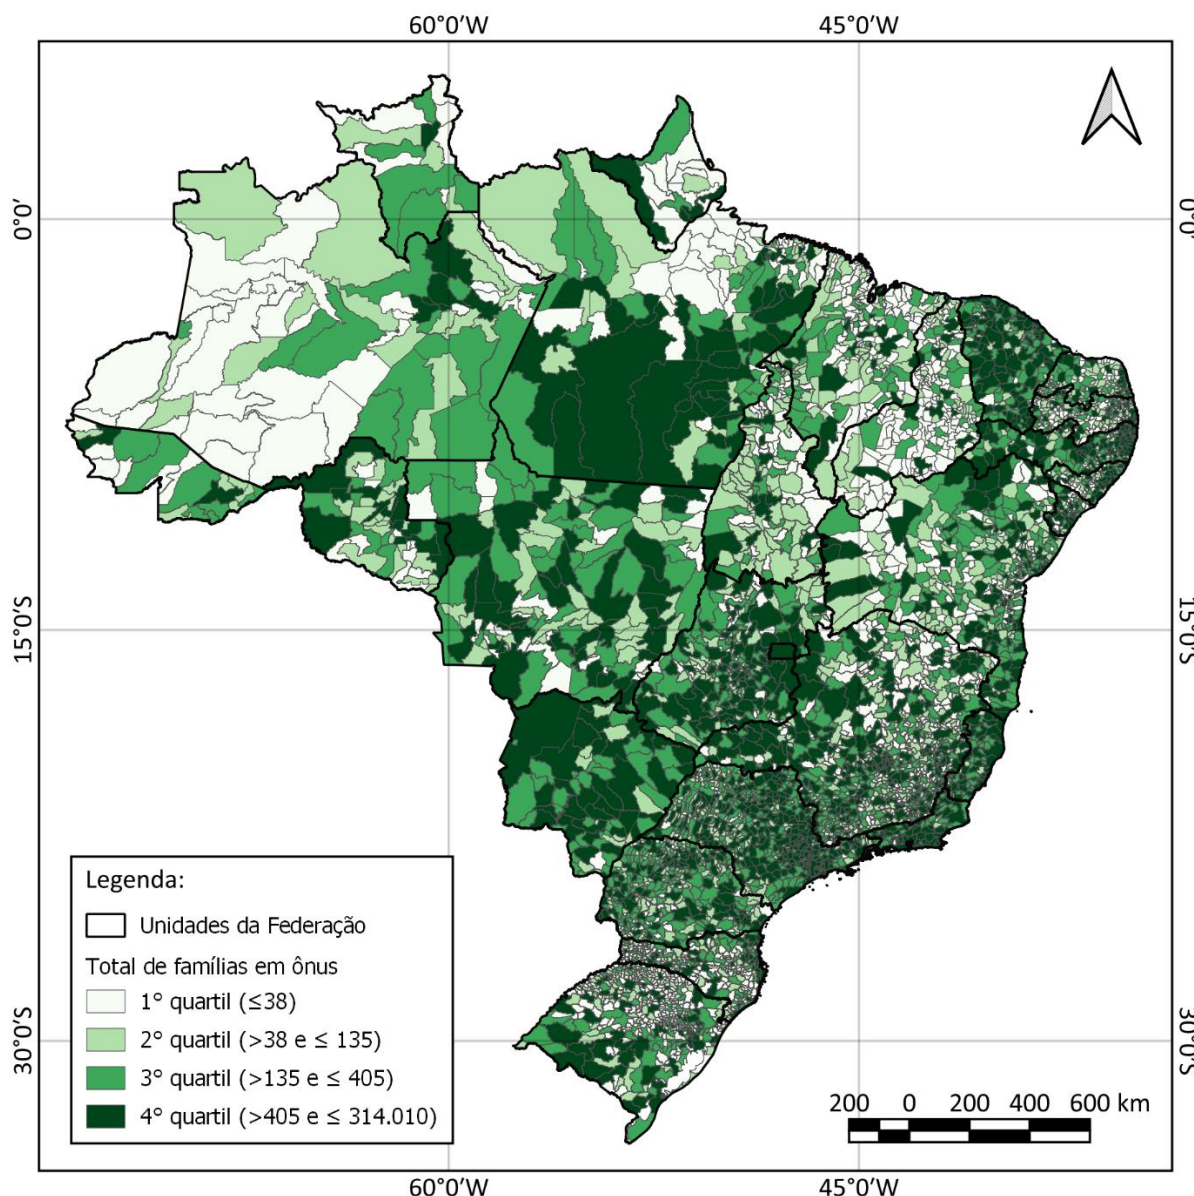 60°0′W 45°0′W
0°0′ 0°0′
15°0′S 15°0′S
30°0′S 30°0′S
Legenda:
Unidades da Federação
Total de famílias em ônus
1° quartil (≤38)
2° quartil (>38 e ≤ 135)
3° quartil (>135 e ≤ 405)
4° quartil (>405 e ≤ 314.010)
200 0 200 400 600 km
60°0′W 45°0′W